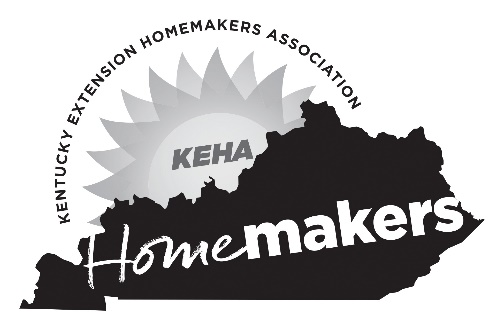 KENTUCKY EXTENSION HOMEMAKERS ASSOCIATION
KEHA
Homemakers